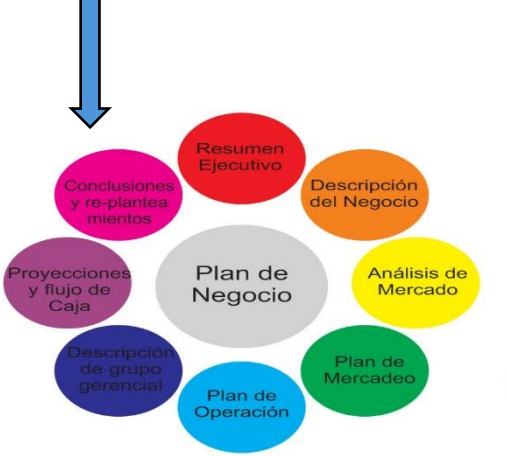 Resumen
Ejecutivo
Descripción
del Negocio
Análisis de
Mercado
Plan de
Mercadeo
Plan de
Operación
Descripción
de grupo
gerencial
Proyecciones
y flujo de
Caja
Conclusiones
y re-plantea
mientos
Plan de
Negocio